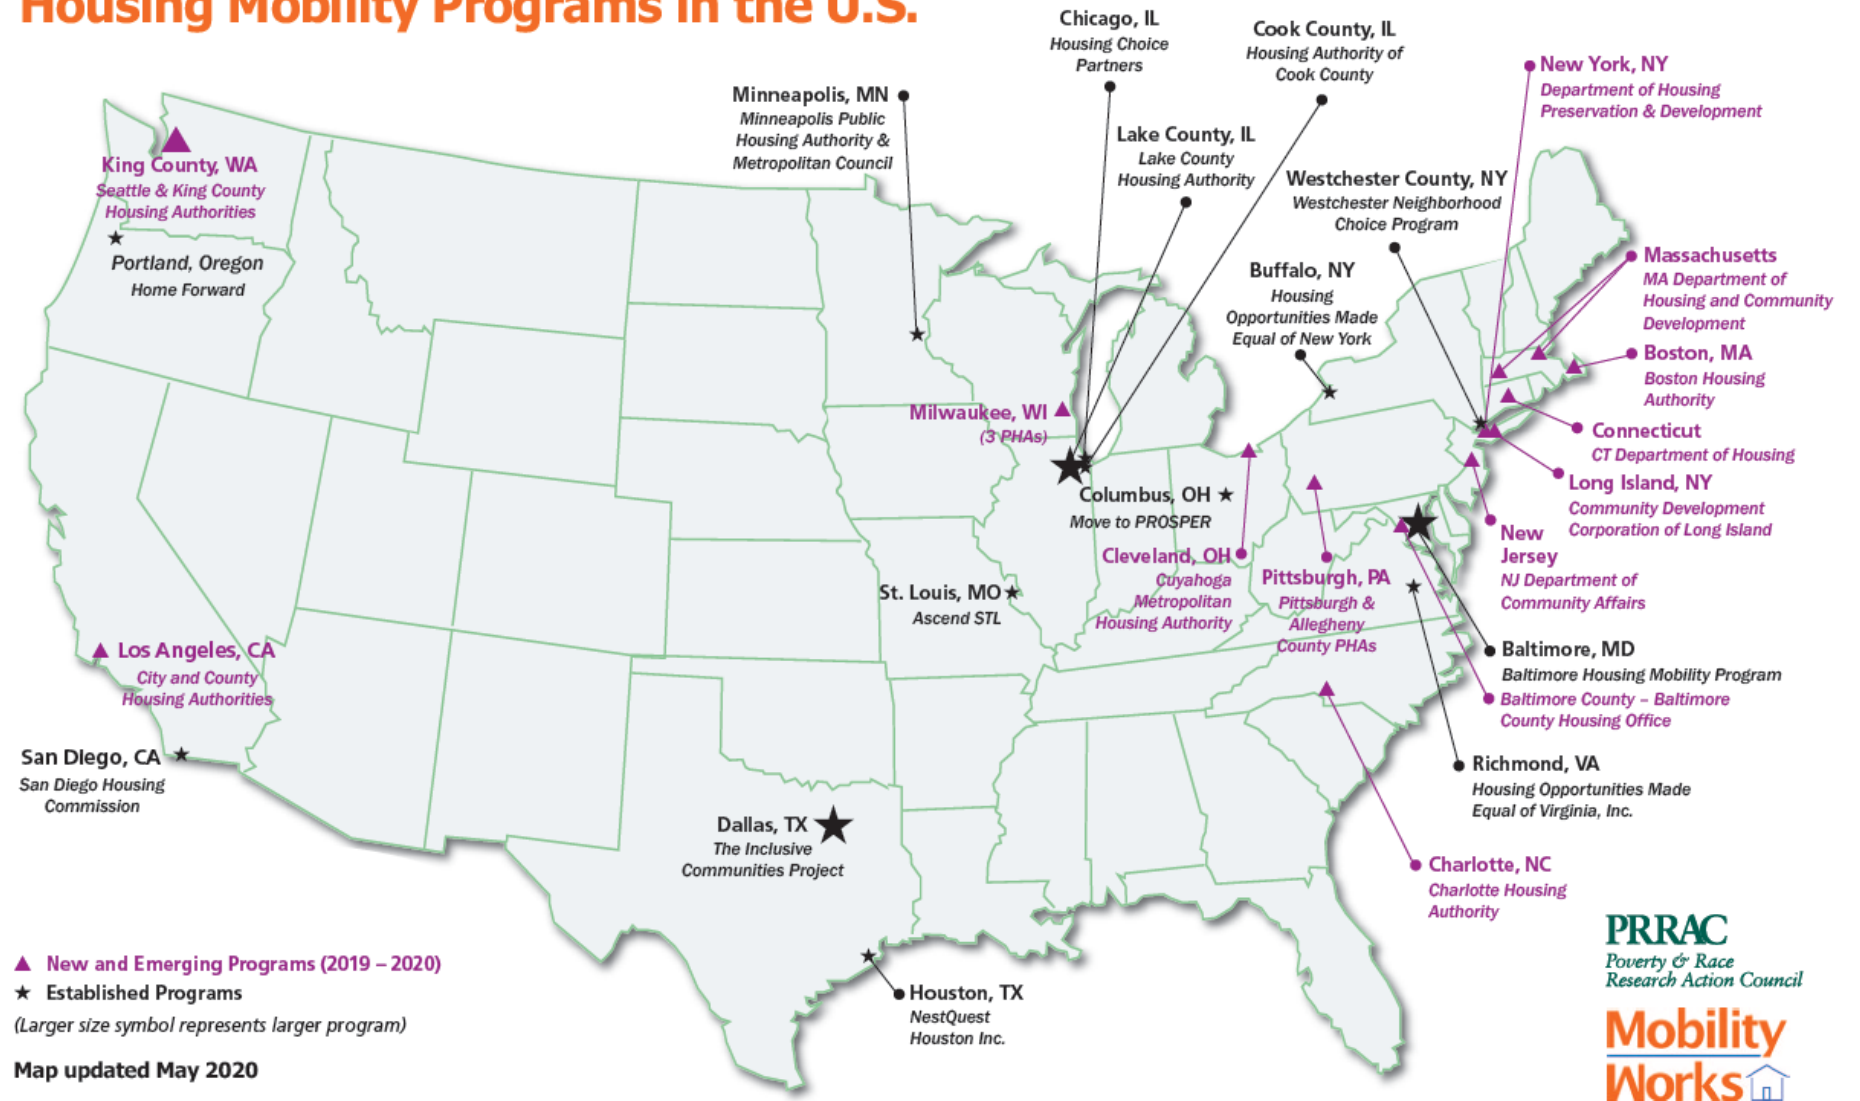 Housing Mobility Programs in the U.S.
Chicago, IL
Housing Choice
Partners
Cook County, IL
Housing Authority of
Cook County
New York, NY
Department of Housing
Preservation & Development
Minneapolis, MN
Minneapolis Public
Housing Authority &
Metropolitan Council
Lake County, IL
Lake County
Housing Authority
King County, WA
Seattle & King County
Housing Authorities
Westchester County, NY
Westchester Neighborhood
Choice Program
Portland, Oregon
Home Forward
Buffalo, NY
Housing
Opportunities Made
Equal of New York
Massachusetts
MA Department of
Housing and Community
Development
Boston, MA
Boston Housing
Authority
Milwaukee, WI
(3 PHAs)
Connecticut
CT Department of Housing
Long Island, NY
Community Development
Corporation of Long Island
Columbus, OH
Move to PROSPER
New
Jersey
NJ Department of
Community Affairs
Cleveland, OH
Cuyahoga
Metropolitan
Housing Authority
Pittsburgh, PA
Pittsburgh &
Allegheny
County PHAs
St. Louis, MO
Ascend STL
Los Angeles, CA
City and County
Housing Authorities
Baltimore, MD
Baltimore Housing Mobility Program
Baltimore County – Baltimore
County Housing Office
San Diego, CA
San Diego Housing
Commission
Richmond, VA
Housing Opportunities Made
Equal of Virginia, Inc.
Dallas, TX
The Inclusive
Communities Project
Charlotte, NC
Charlotte Housing
Authority
Houston, TX
NestQuest
Houston Inc.
New and Emerging Programs (2019 – 2020)
Established Programs
(Larger size symbol represents larger program)
Map updated May 2020
PRRAC
Poverty & Race
Research Action Council
Mobility
Works